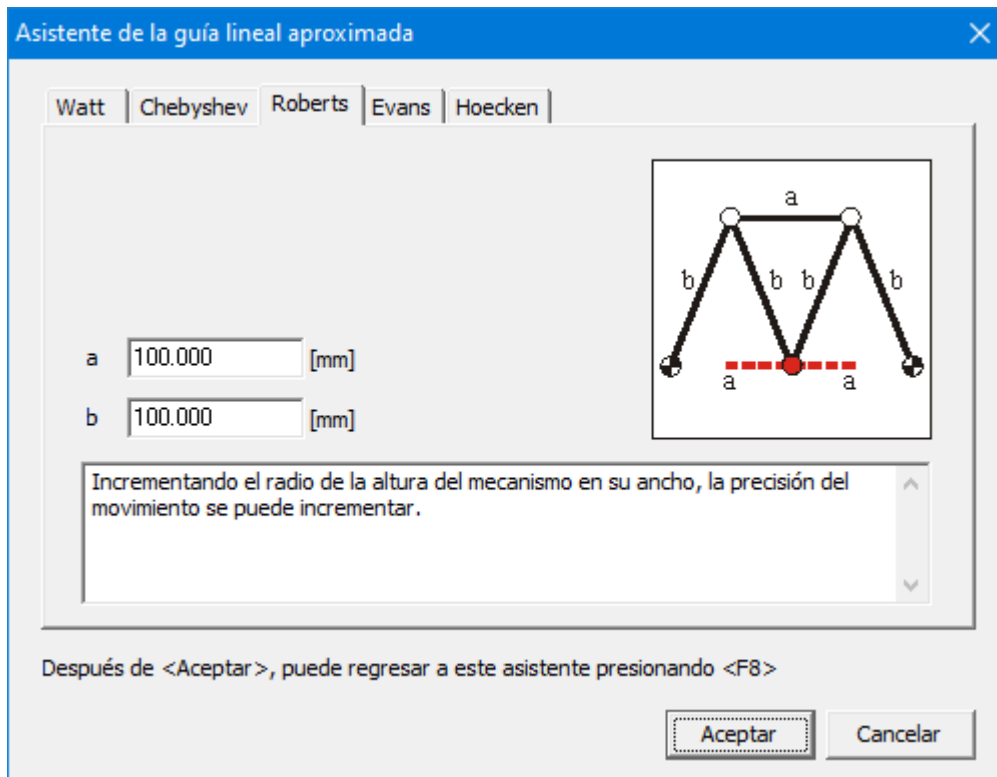 Asistente de la guía lineal aproximada
Watt Chebyshev Roberts Evans Hoecken
a
b b b b
a a
a 100.000 [mm]
b 100.000 [mm]
Incrementando el radio de la altura del mecanismo en su ancho, la precisión del
movimiento se puede incrementar.
Después de <Aceptar>, puede regresar a este asistente presionando <F8>
Aceptar Cancelar